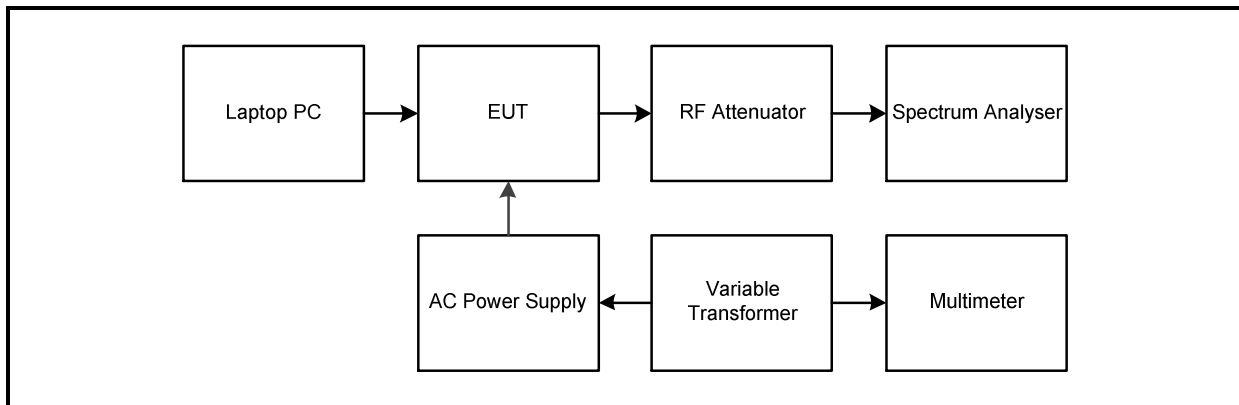 Laptop PC
EUT
RF Attenuator
Spectrum Analyser
AC Power Supply
Variable
Transformer
Multimeter